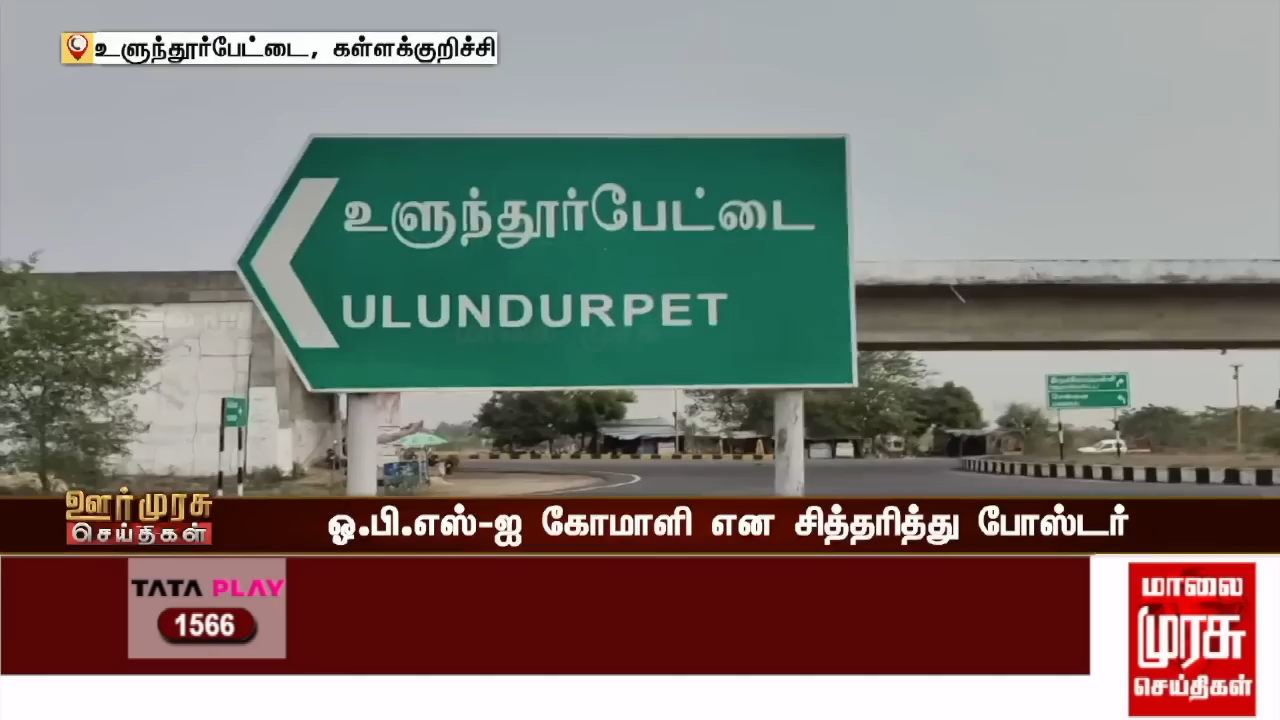 உளுந்தூர்பேட்டை, கள்ளக்குறிச்சி
உளுந்தூர்பேட்டை
ULUNDURPET
ஊர்முரசு
செய்திகள்
ஓ.பி.எஸ்-ஐ கோமாளி என சித்தரித்து போஸ்டர்
TATA PLAY
1566
மாலை
முரசு
செய்திகள்